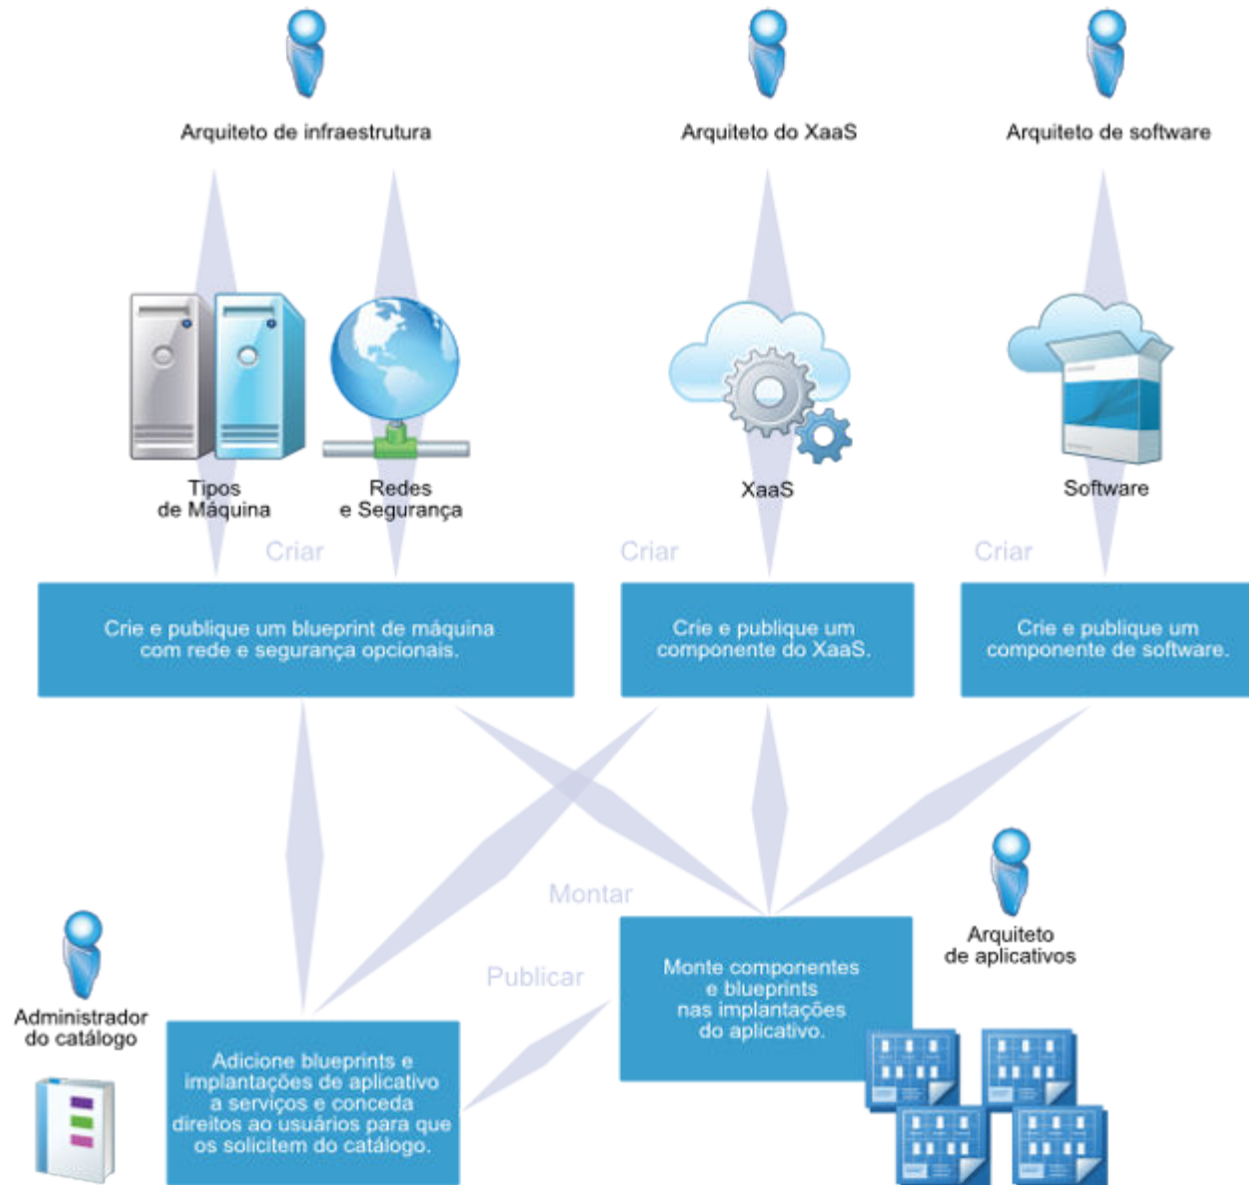 Arquiteto de infraestrutura
Arquiteto do XaaS
Arquiteto de software
Tipos
de Máquina
Redes
e Segurança
XaaS
Software
Criar
Criar
Criar
Crie e publique um blueprint de máquina
com rede e segurança opcionais.
Crie e publique um
componente do XaaS.
Crie e publique um
componente de software.
Montar
Arquiteto
de aplicativos
Monte componentes
e blueprints
nas implantações
do aplicativo.
Publicar
Administrador
do catálogo
Adicione blueprints e
implantações de aplicativo
a serviços e conceda
direitos ao usuários para que
os solicitem do catálogo.